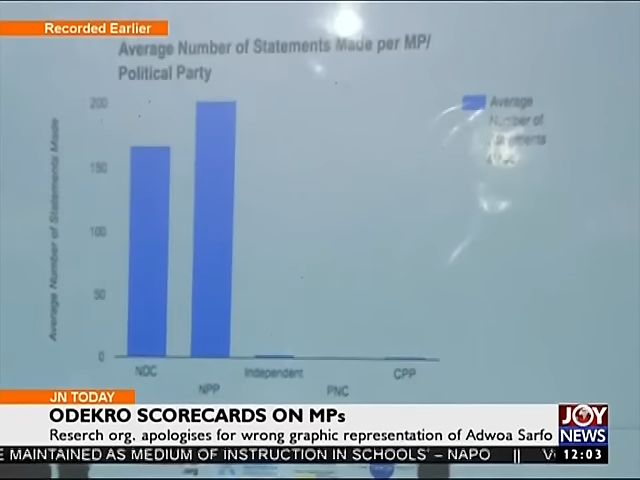 Recorded Earlier
Average Number of Statements Made per MP/
Political Party
Average Number of Statements Made
200
150
100
50
0
Average
Number of
Statements
NDC
NPP
Independent
PNC
CPP
JN TODAY
ODEKRO SCORECARDS ON MPs
Reserch org. apologises for wrong graphic representation of Adwoa Sarfo
JOY
NEWS
E MAINTAINED AS MEDIUM OF INSTRUCTION IN SCHOOLS' – NAPO || V
12:03